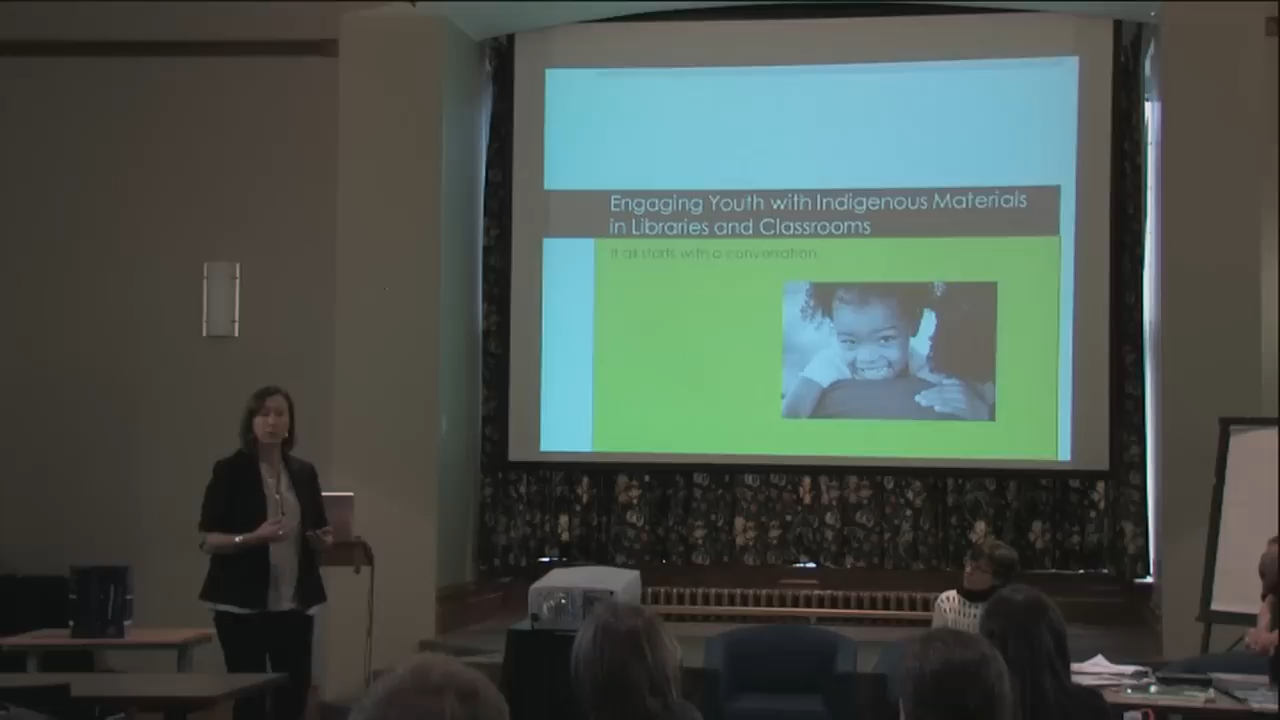 Engaging Youth with Indigenous Materials
in Libraries and Classrooms
It all starts with a conversation